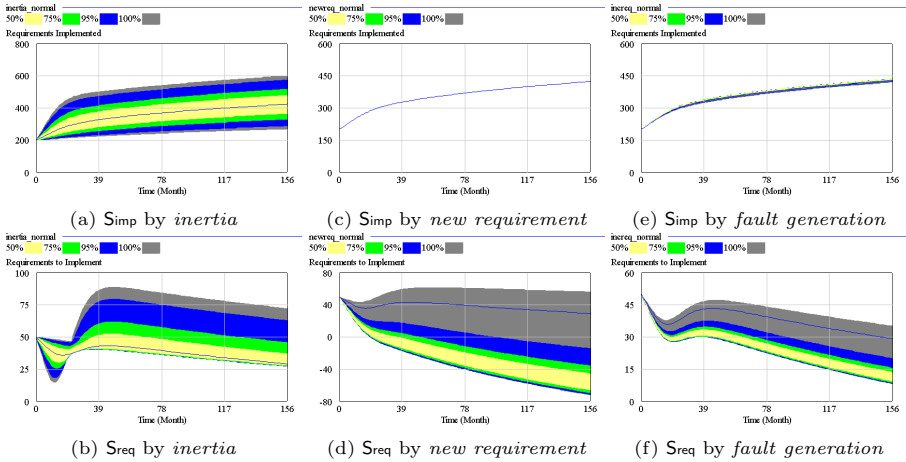 inertia_normal
50% 75% 95% 100%
Requirements Implemented
800
600
400
200
0
0 39 78 117 156
Time (Month)
(a) Simp by inertia
newreq_normal
50% 75% 95% 100%
Requirements Implemented
600
450
300
150
0
0 39 78 117 156
Time (Month)
(c) Simp by new requirement
inereq_normal
50% 75% 95% 100%
Requirements Implemented
600
450
300
150
0
0 39 78 117 156
Time (Month)
(e) Simp by fault generation
inertia_normal
50% 75% 95% 100%
Requirements to Implement
100
75
50
25
0
0 39 78 117 156
Time (Month)
(b) Sreq by inertia
newreq_normal
50% 75% 95% 100%
Requirements to Implement
80
40
0
-40
-80
0 39 78 117 156
Time (Month)
(d) Sreq by new requirement
inereq_normal
50% 75% 95% 100%
Requirements to Implement
60
45
30
15
0
0 39 78 117 156
Time (Month)
(f) Sreq by fault generation